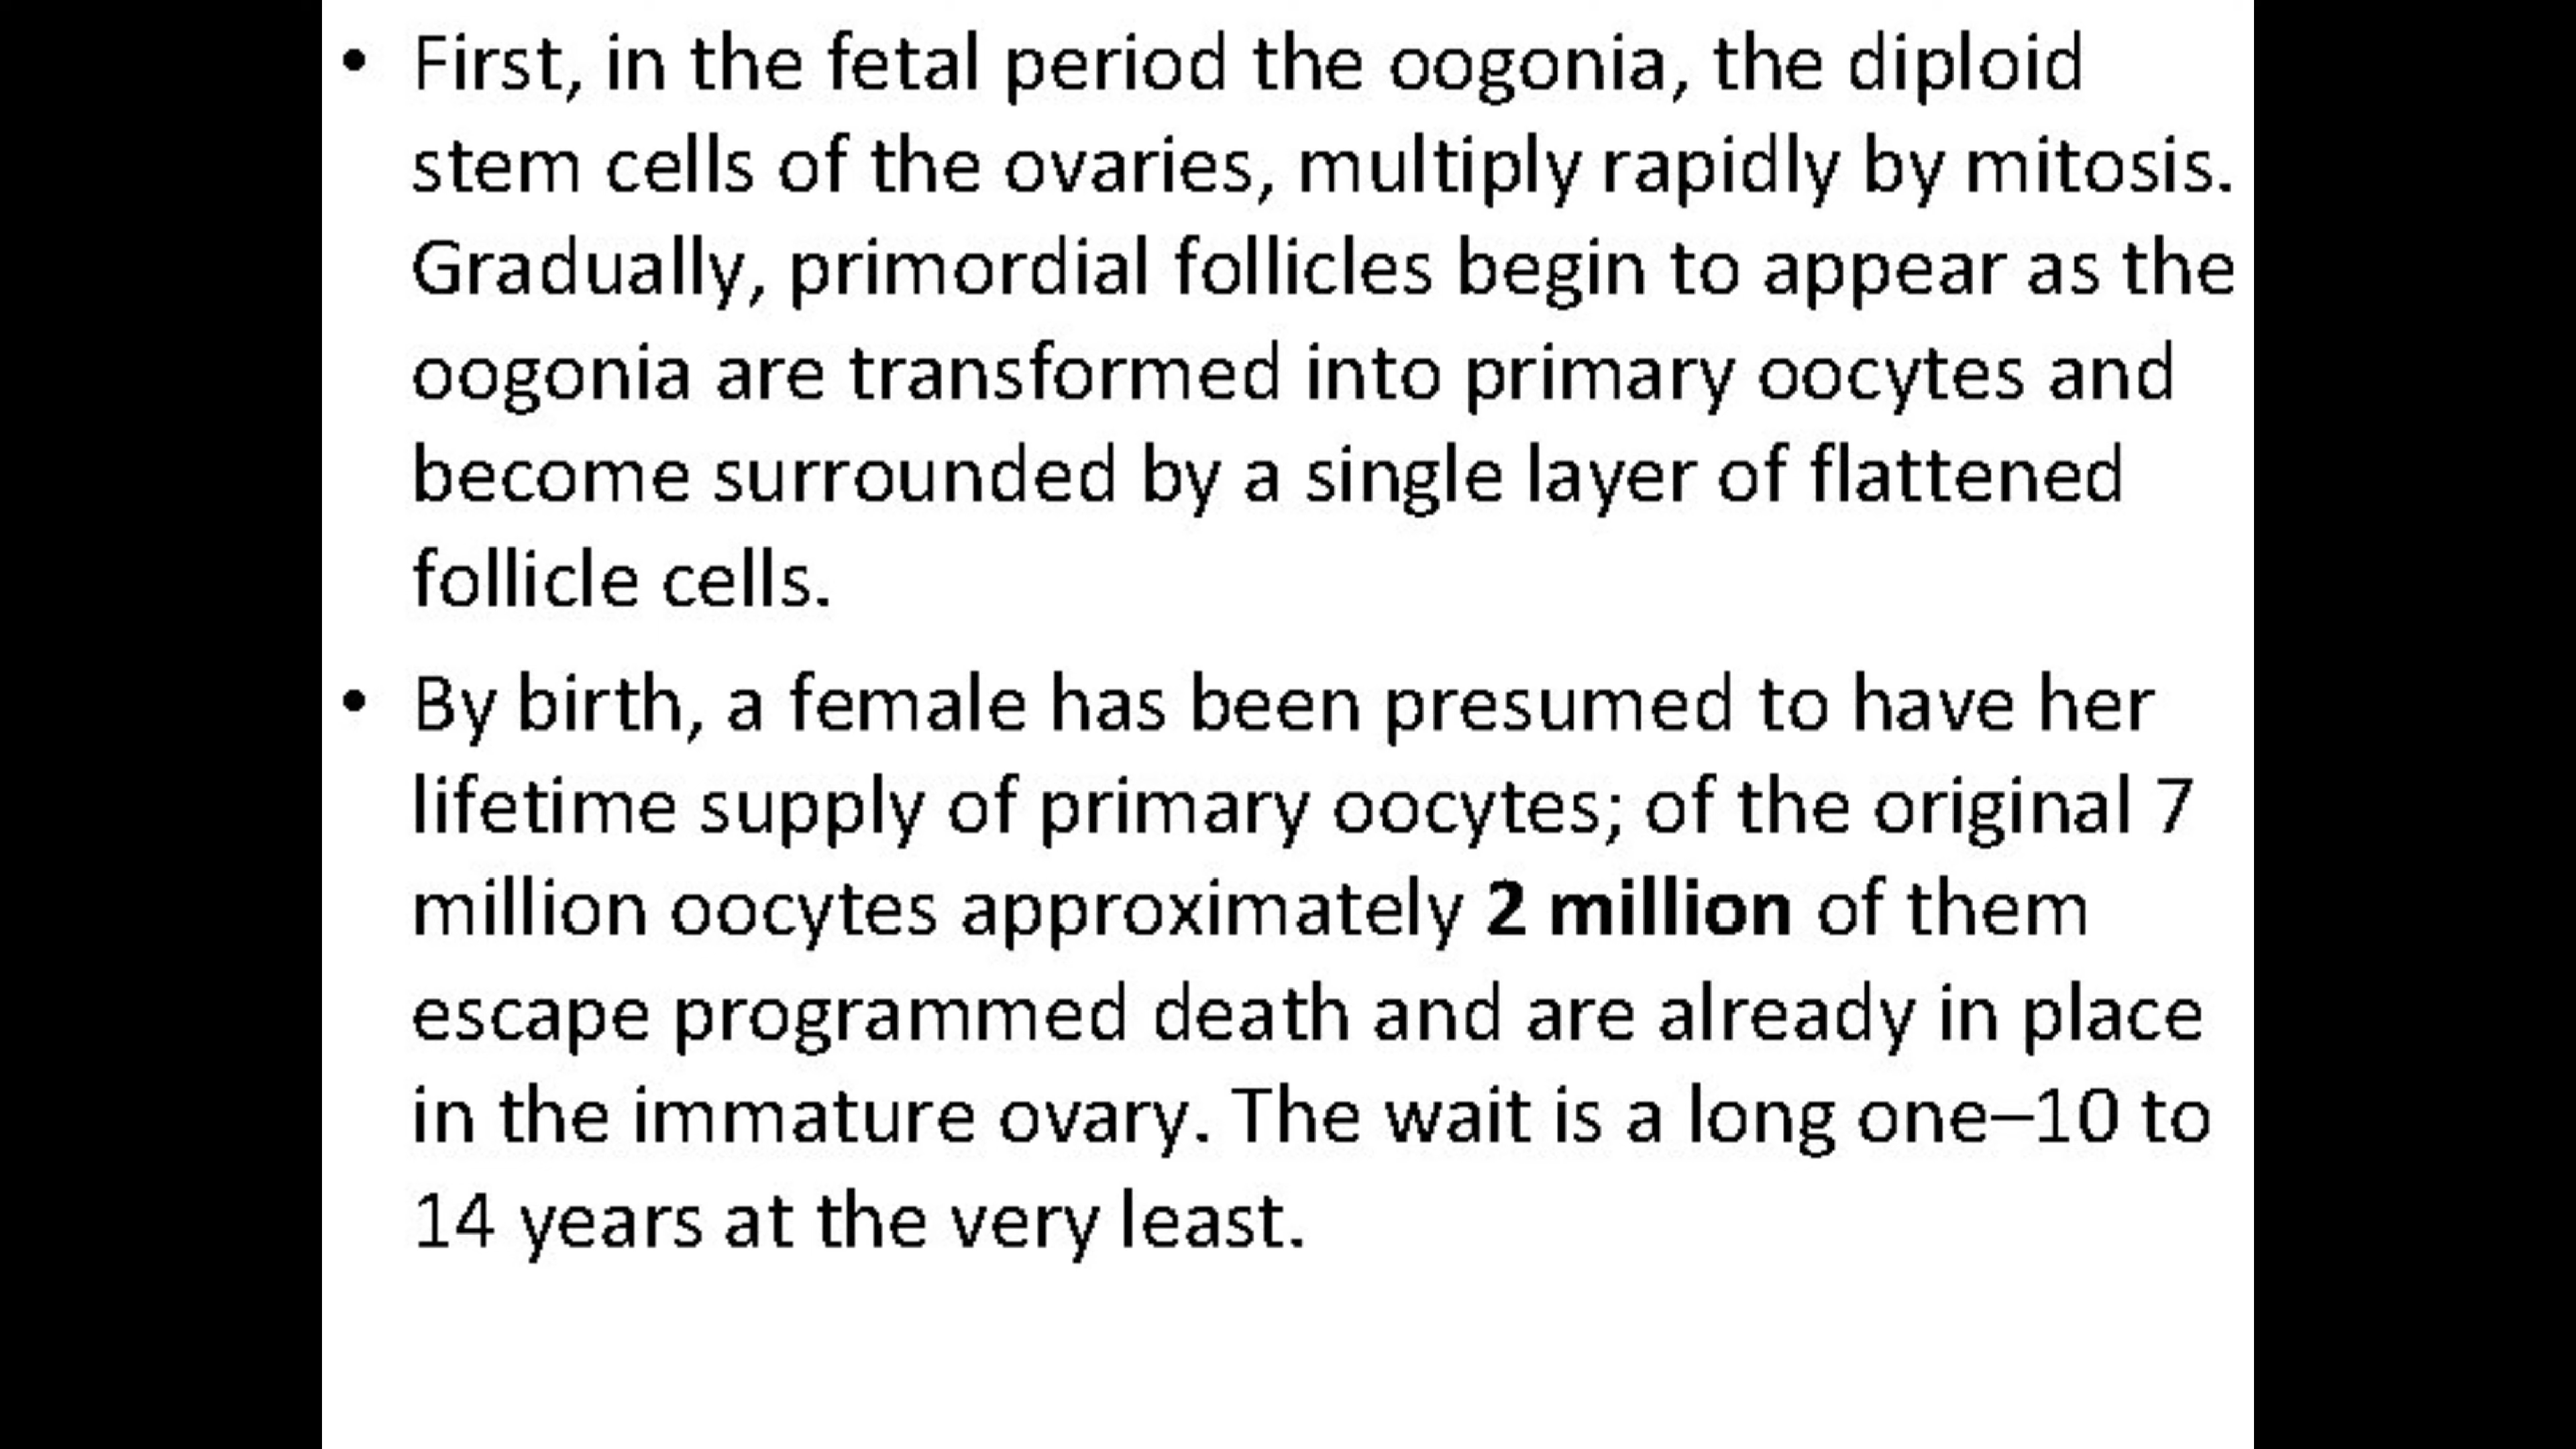 • First, in the fetal period the oogonia, the diploid
stem cells of the ovaries, multiply rapidly by mitosis.
Gradually, primordial follicles begin to appear as the
oogonia are transformed into primary oocytes and
become surrounded by a single layer of flattened
follicle cells.
• By birth, a female has been presumed to have her
lifetime supply of primary oocytes; of the original 7
million oocytes approximately 2 million of them
escape programmed death and are already in place
in the immature ovary. The wait is a long one–10 to
14 years at the very least.